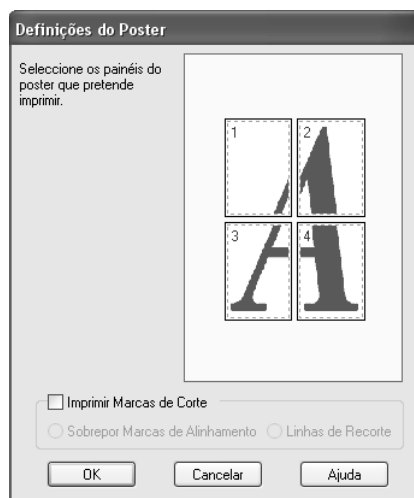 Definições do Poster
Seleccione os painéis do
poster que pretende
imprimir.
1 2
3 4
Imprimir Marcas de Corte
Sobrepor Marcas de Alinhamento Linhas de Recorte
OK Cancelar Ajuda